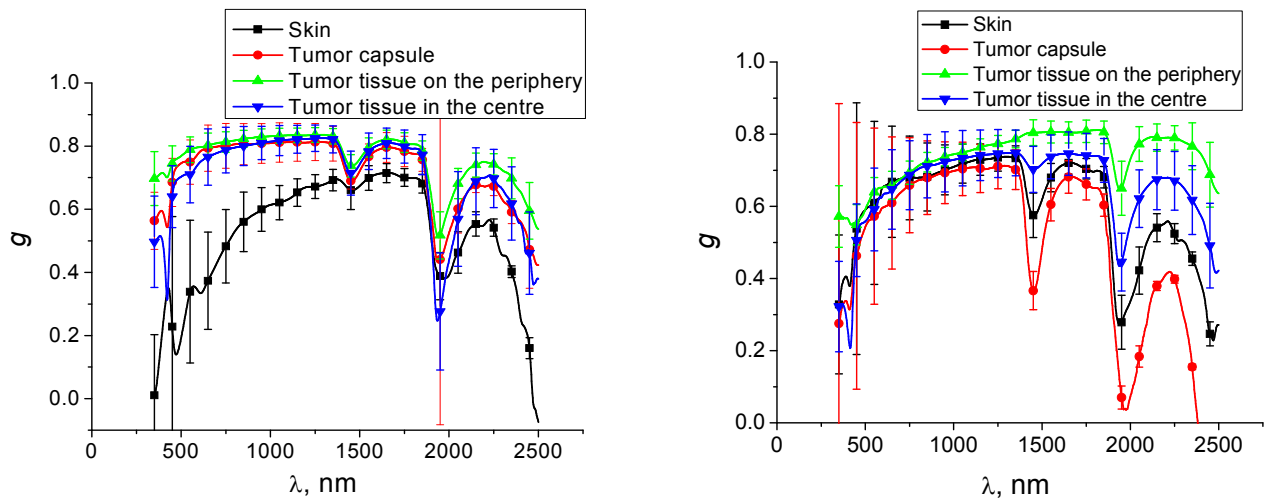 Skin
Tumor capsule
Tumor tissue on the periphery
Tumor tissue in the centre
1.0
0.8
0.6
0.4
0.2
0.0
g
0 500 1000 1500 2000 2500
λ, nm
Skin
Tumor capsule
Tumor tissue on the periphery
Tumor tissue in the centre
1.0
0.8
0.6
0.4
0.2
0.0
g
0 500 1000 1500 2000 2500
λ, nm